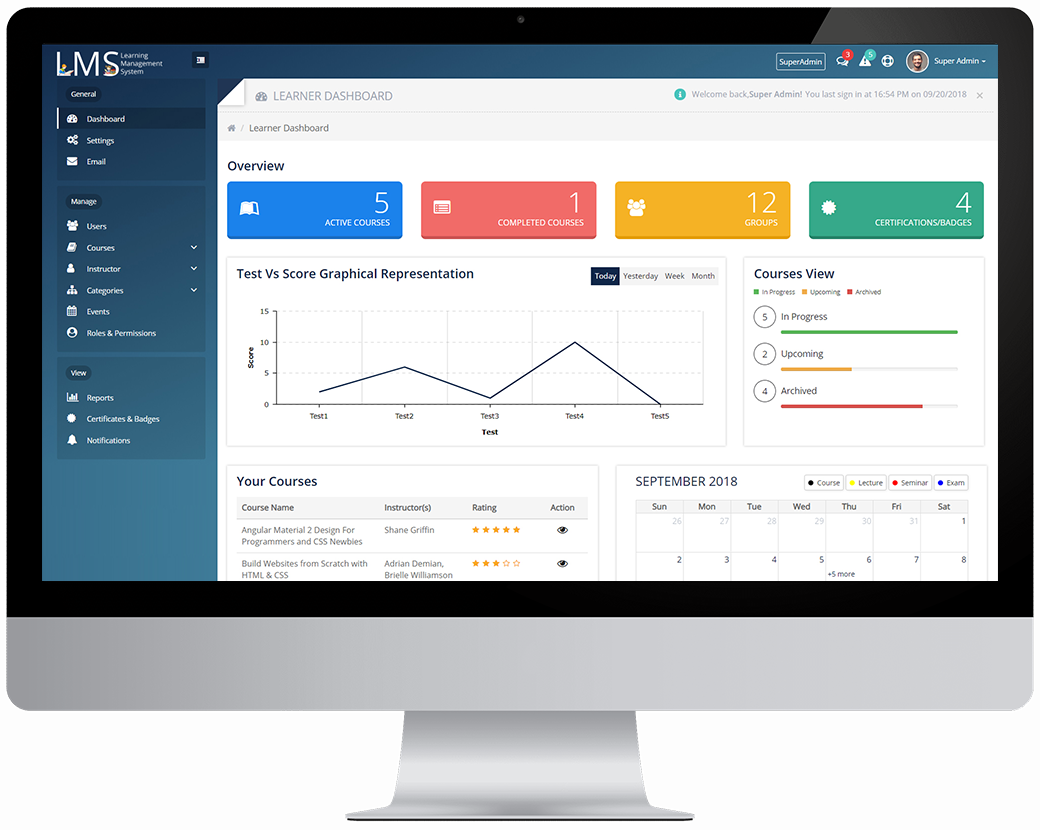 LMS Learning
Management
System
SuperAdmin 3 5 Super Admin
General
Dashboard
Settings
Email
Manage
Users
Courses
Instructor
Categories
Events
Roles & Permissions
View
Reports
Certificates & Badges
Notifications
LEARNER DASHBOARD
Welcome back,Super Admin! You last sign in at 16:54 PM on 09/20/2018 ×
/ Learner Dashboard
Overview
5
ACTIVE COURSES
1
COMPLETED COURSES
12
GROUPS
4
CERTIFICATIONS/BADGES
Test Vs Score Graphical Representation
Today Yesterday Week Month
15
10
5
0
Score
Test1 Test2 Test3 Test4 Test5
Test
Courses View
In Progress Upcoming Archived
5 In Progress
2 Upcoming
4 Archived
Your Courses
Course Name Instructor(s) Rating Action
Angular Material 2 Design For Shane Griffin
Programmers and CSS Newbies
Build Websites from Scratch with Adrian Demian,
HTML & CSS Brielle Williamson
SEPTEMBER 2018
Course Lecture Seminar Exam
Sun Mon Tue Wed Thu Fri Sat
26 27 28 29 30 31 1
2 3 4 5 6 7 8
+5 more